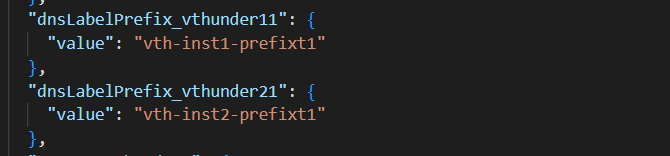 },
"dnsLabelPrefix_vthunder11": {
"value": "vth-inst1-prefixt1"
},
"dnsLabelPrefix_vthunder21": {
"value": "vth-inst2-prefixt1"
},